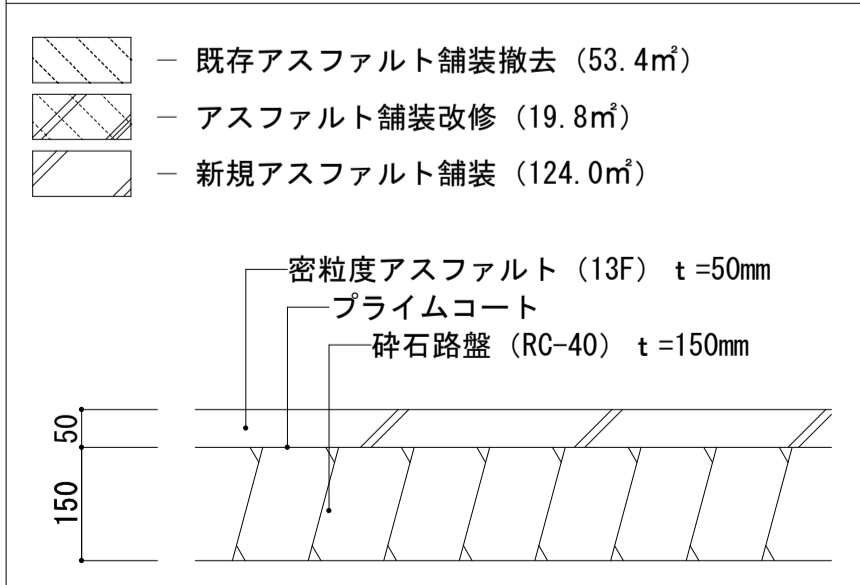 — 既存アスファルト舗装撤去（53.4㎡）
— アスファルト舗装改修（19.8㎡）
— 新規アスファルト舗装（124.0㎡）
密粒度アスファルト（13F） t=50mm
プライムコート
砕石路盤（RC-40） t=150mm
50
150